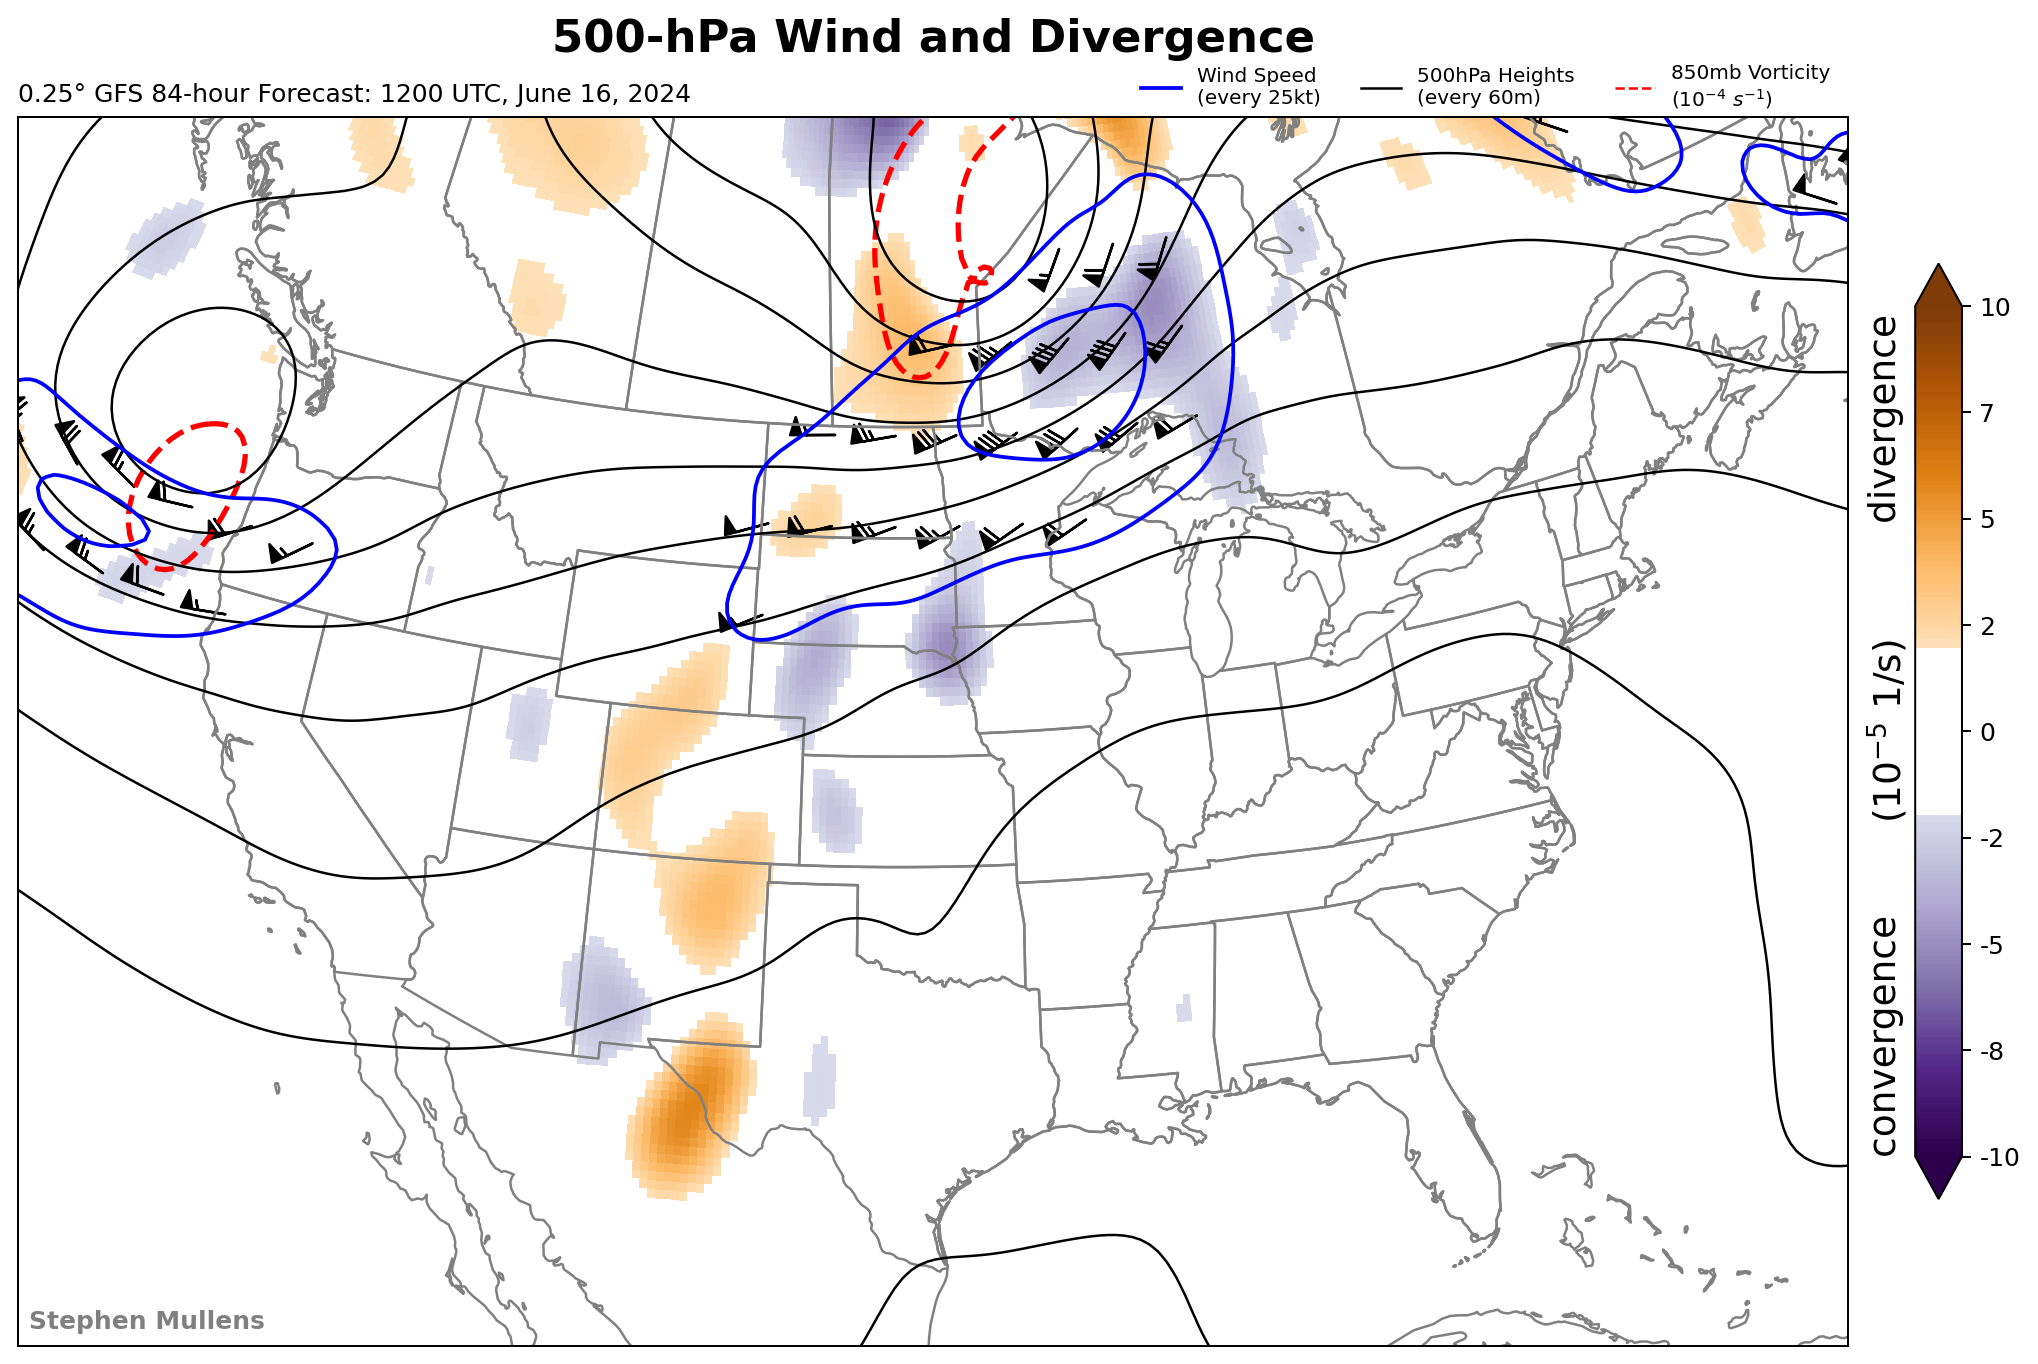 500-hPa Wind and Divergence
0.25° GFS 84-hour Forecast: 1200 UTC, June 16, 2024
Wind Speed
(every 25kt)
500hPa Heights
(every 60m)
850mb Vorticity
(10⁻⁴ s⁻¹)
10
7
5
2
0
-2
-5
-8
-10
convergence (10⁻⁵ 1/s) divergence
Stephen Mullens